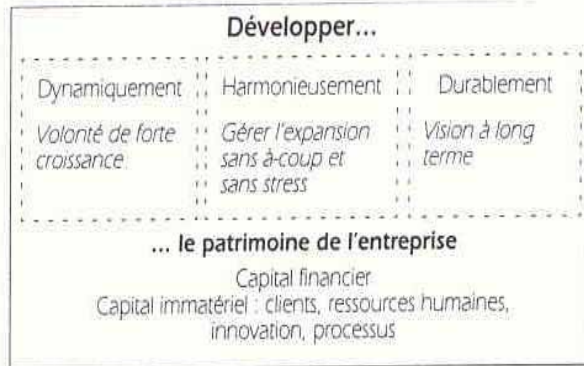 Développer...
Dynamiquement
Volonté de forte
croissance
Harmonieusement
Gérer l'expansion
sans à-coup et
sans stress
Durablement
Vision à long
terme
... le patrimoine de l'entreprise
Capital financier
Capital immatériel : clients, ressources humaines,
innovation, processus